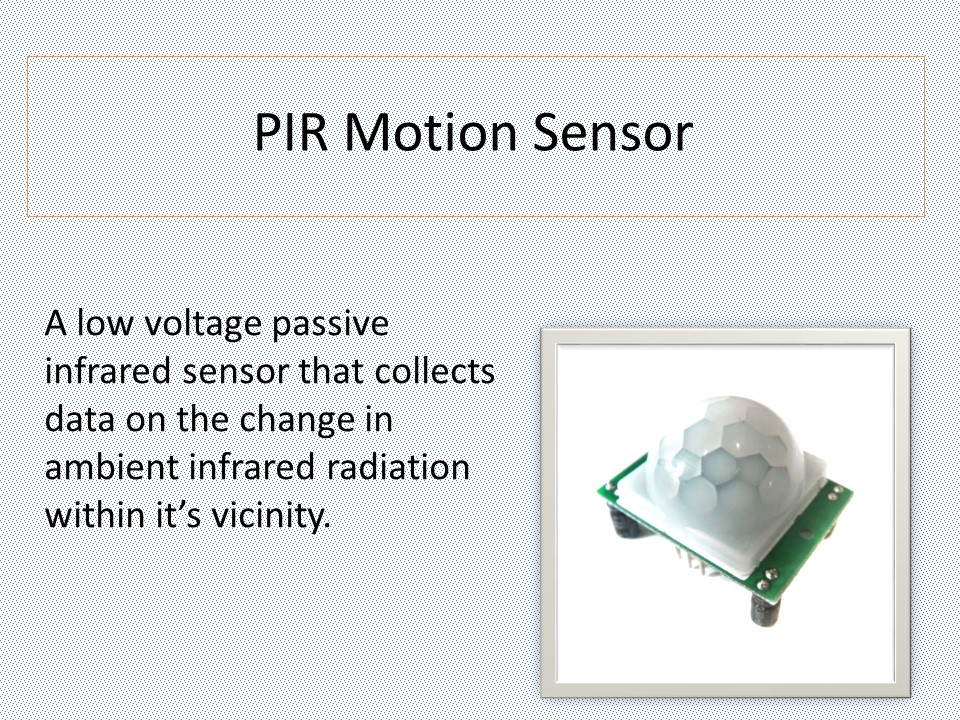 PIR Motion Sensor
A low voltage passive
infrared sensor that collects
data on the change in
ambient infrared radiation
within it’s vicinity.